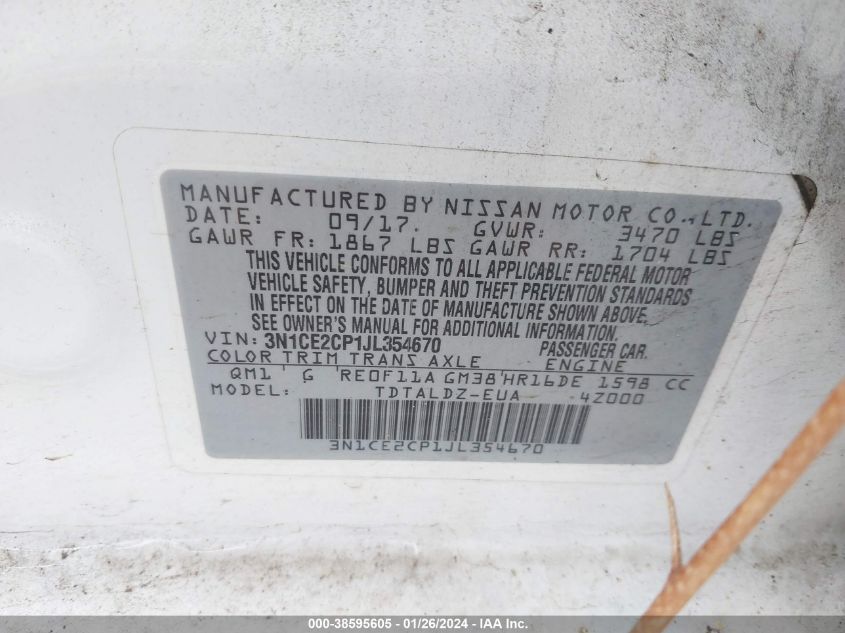 MANUFACTURED BY NISSAN MOTOR CO., LTD.
DATE: 09/17. GVWR: 3470 LBS
GAWR FR: 1867 LBS GAWR RR: 1704 LBS
THIS VEHICLE CONFORMS TO ALL APPLICABLE FEDERAL MOTOR
VEHICLE SAFETY, BUMPER AND THEFT PREVENTION STANDARDS
IN EFFECT ON THE DATE OF MANUFACTURE SHOWN ABOVE.
SEE OWNER'S MANUAL FOR ADDITIONAL INFORMATION.
VIN: 3N1CE2CP1JL354670 PASSENGER CAR.
COLOR TRIM TRANS AXLE ENGINE
QM1 ' G ' RE0F11A GM38 ' HR16DE 1598 CC
MODEL: TDTALDZ-EUA -4Z000
3N1CE2CP1JL354670
000-38595605 - 01/26/2024 - IAA Inc.